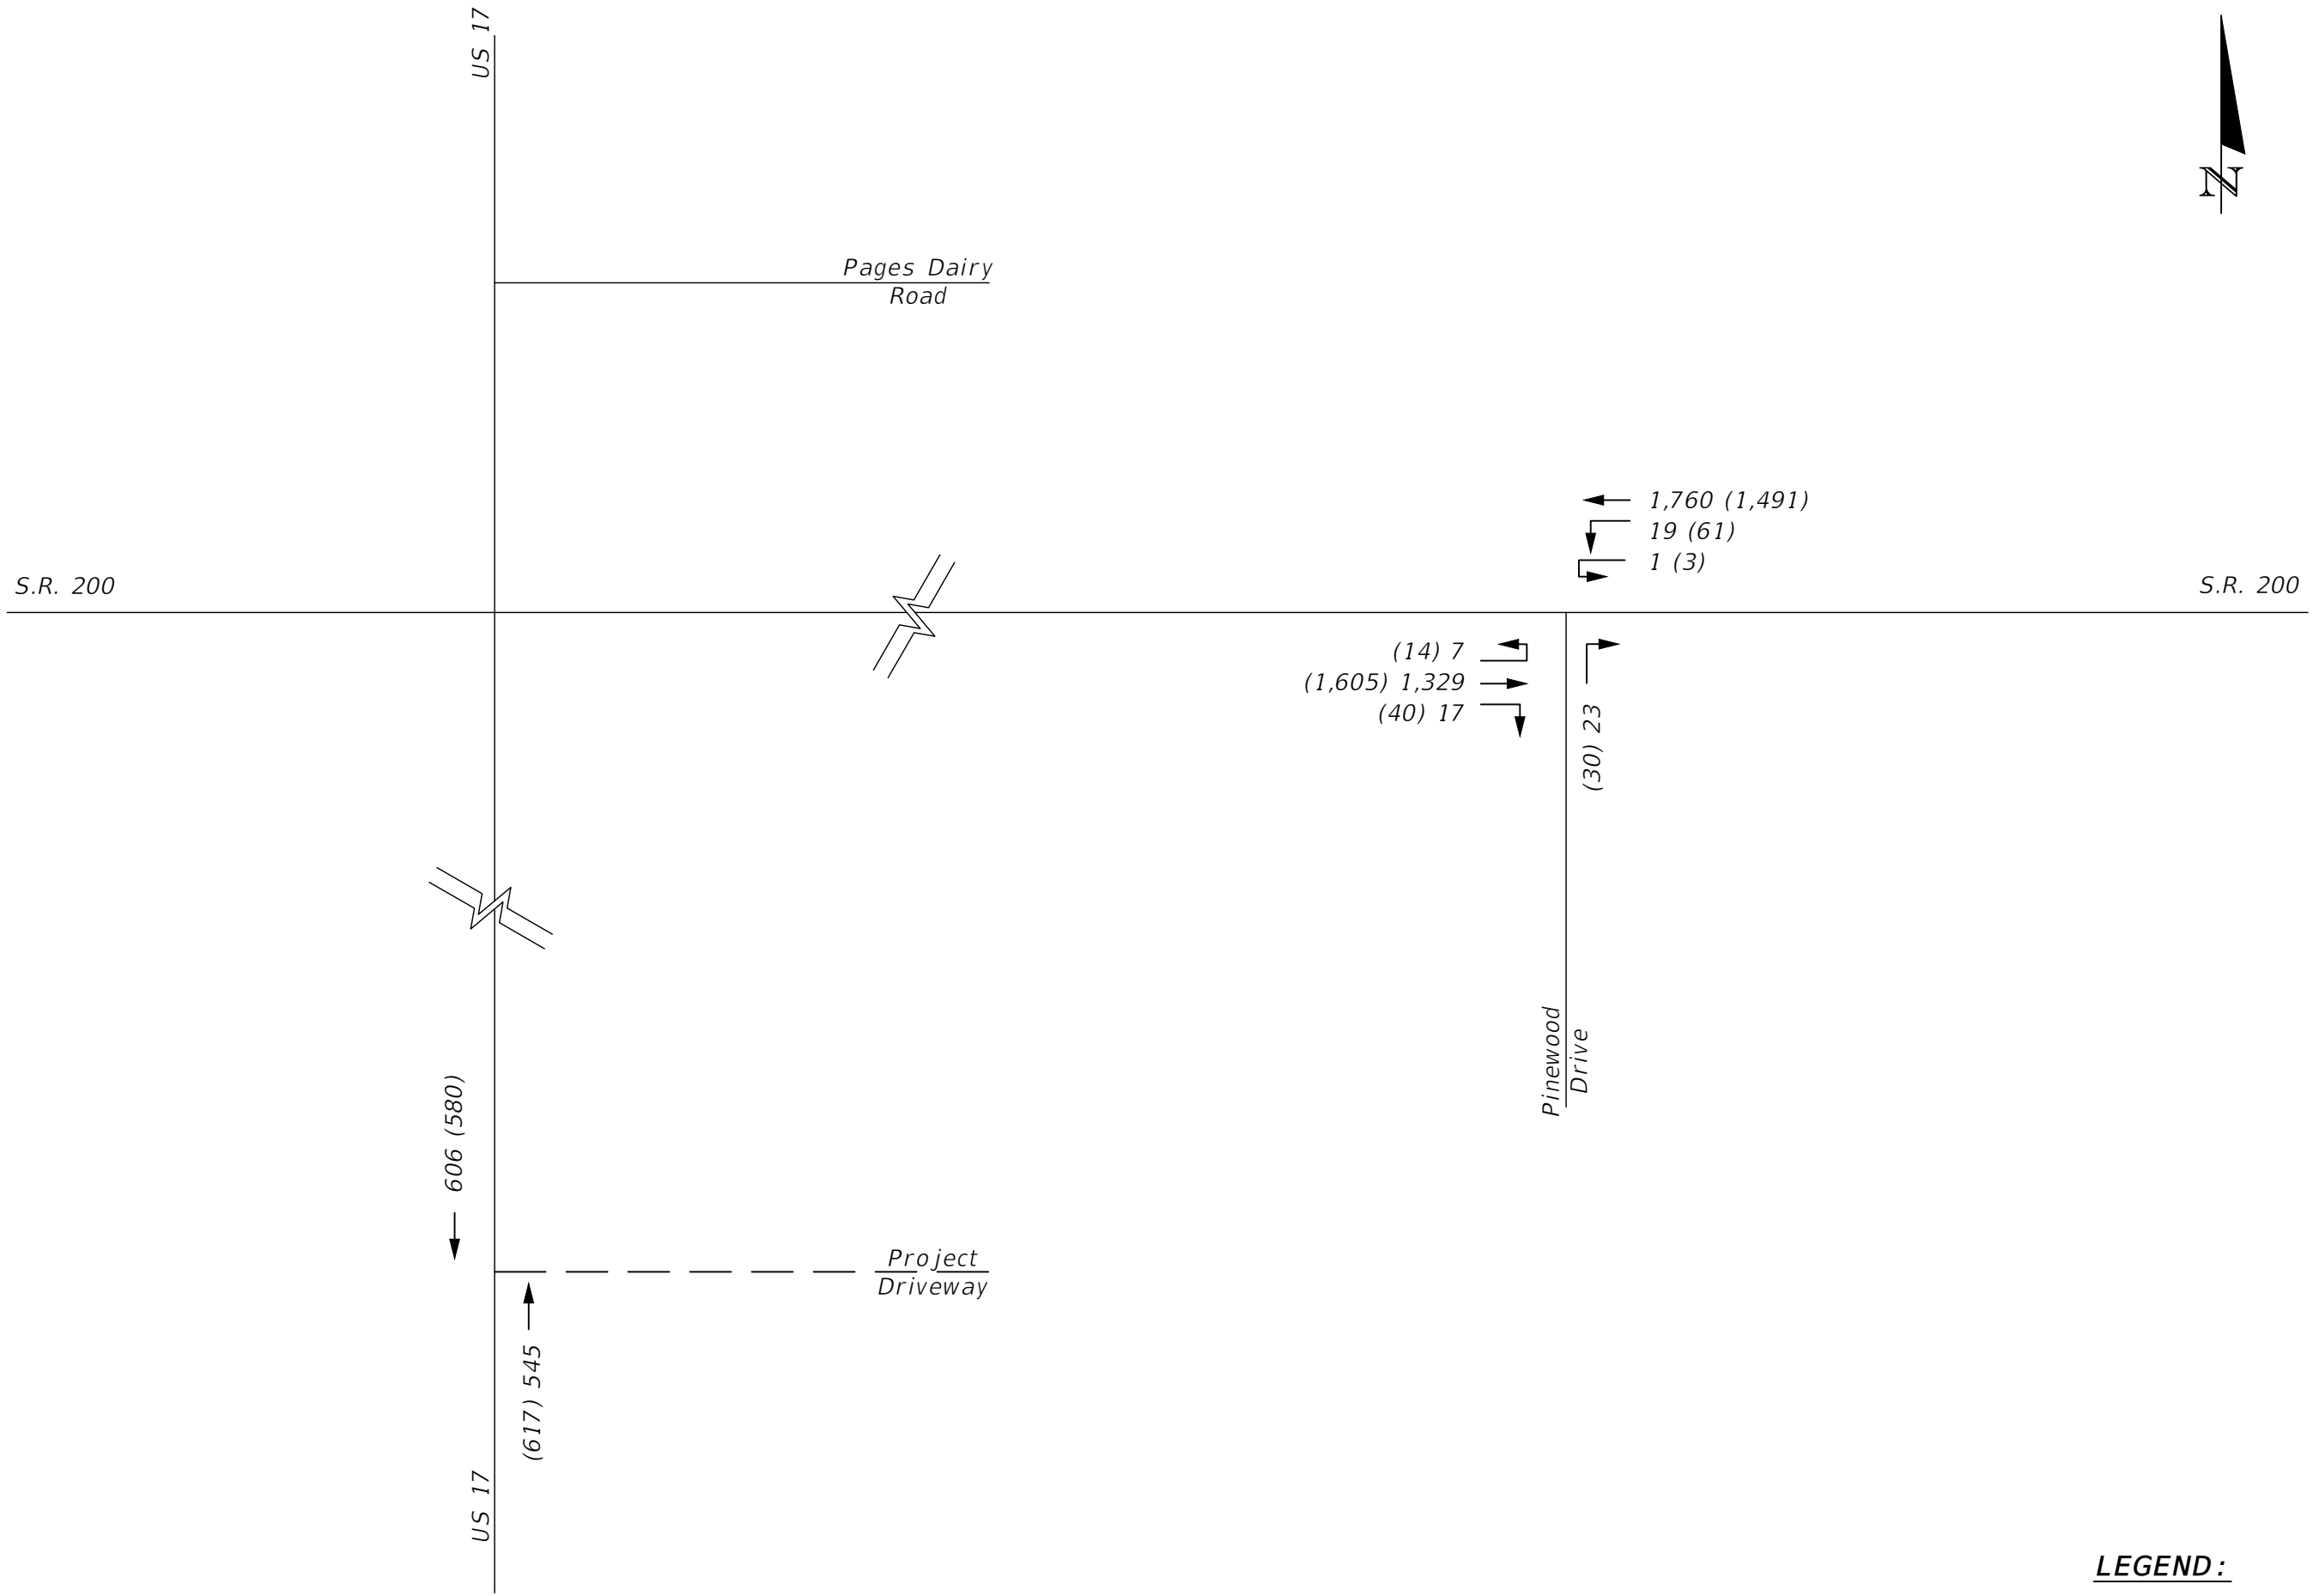 US 17
N
Pages Dairy
Road
1,760 (1,491)
19 (61)
1 (3)
S.R. 200
S.R. 200
(14) 7
(1,605) 1,329
(40) 17
(30) 23
Pinewood
Drive
606 (580)
Project
Driveway
(617) 545
US 17
LEGEND: